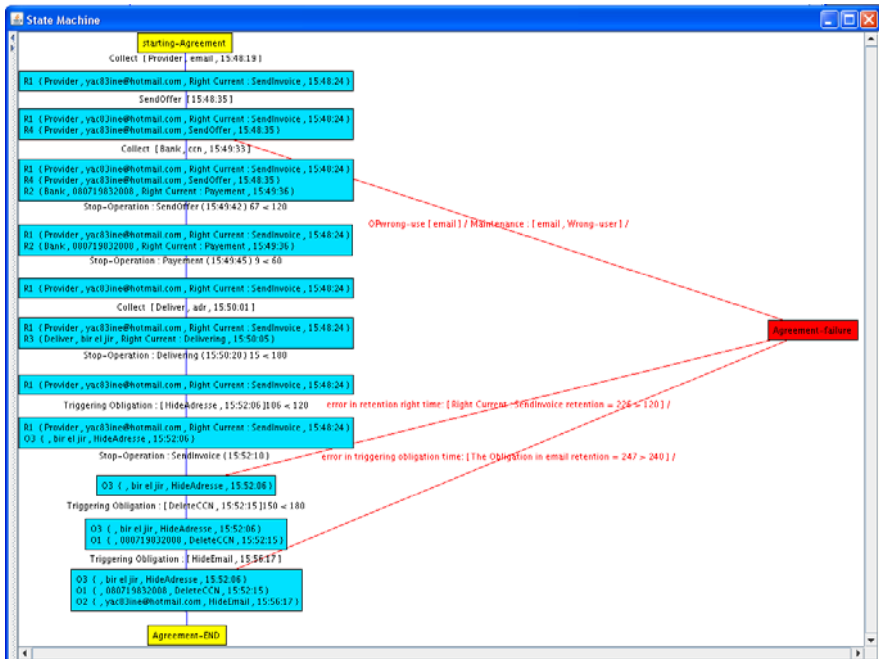 State Machine
starting-Agreement
Collect [Provider , email , 15:48:19]
R1 ( Provider , yac83ine@hotmail.com , Right Current : SendInvoice , 15:48:24 )
SendOffer [15:48:35]
R1 ( Provider , yac83ine@hotmail.com , Right Current : SendInvoice , 15:48:24 )
R4 ( Provider , yac83ine@hotmail.com , SendOffer , 15:48:35 )
Collect [Bank , ccn , 15:49:33]
R1 ( Provider , yac83ine@hotmail.com , Right Current : SendInvoice , 15:48:24 )
R4 ( Provider , yac83ine@hotmail.com , SendOffer , 15:48:35 )
R2 ( Bank , 080719832008 , Right Current : Payement , 15:49:36 )
Stop-Operation : SendOffer (15:49:42) 67 < 120
OPwrong-use [ email ] / Maintenance : [ email , Wrong-user ] /
R1 ( Provider , yac83ine@hotmail.com , Right Current : SendInvoice , 15:48:24 )
R2 ( Bank , 080719832008 , Right Current : Payement , 15:49:36 )
Stop-Operation : Payement (15:49:45) 9 < 60
R1 ( Provider , yac83ine@hotmail.com , Right Current : SendInvoice , 15:48:24 )
Collect [Deliver , adr , 15:50:01]
R1 ( Provider , yac83ine@hotmail.com , Right Current : SendInvoice , 15:48:24 )
R3 ( Deliver , bir el jir , Right Current : Delivering , 15:50:05 )
Agreement-failure
Stop-Operation : Delivering (15:50:20) 15 < 180
R1 ( Provider , yac83ine@hotmail.com , Right Current : SendInvoice , 15:48:24 )
Triggering Obligation : [ HideAdresse , 15:52:06 ]106 < 120
error in retention right time: [ Right Current : SendInvoice retention = 226 > 120 ] /
R1 ( Provider , yac83ine@hotmail.com , Right Current : SendInvoice , 15:48:24 )
O3 ( , bir el jir , HideAdresse , 15:52:06 )
Stop-Operation : SendInvoice (15:52:10)
error in triggering obligation time: [The Obligation in email retention = 247 > 240 ] /
O3 ( , bir el jir , HideAdresse , 15:52:06 )
Triggering Obligation : [ DeleteCCN , 15:52:15 ]150 < 180
O3 ( , bir el jir , HideAdresse , 15:52:06 )
O1 ( , 080719832008 , DeleteCCN , 15:52:15 )
Triggering Obligation : [ HideEmail , 15:56:17 ]
O3 ( , bir el jir , HideAdresse , 15:52:06 )
O1 ( , 080719832008 , DeleteCCN , 15:52:15 )
O2 ( , yac83ine@hotmail.com , HideEmail , 15:56:17 )
Agreement-END